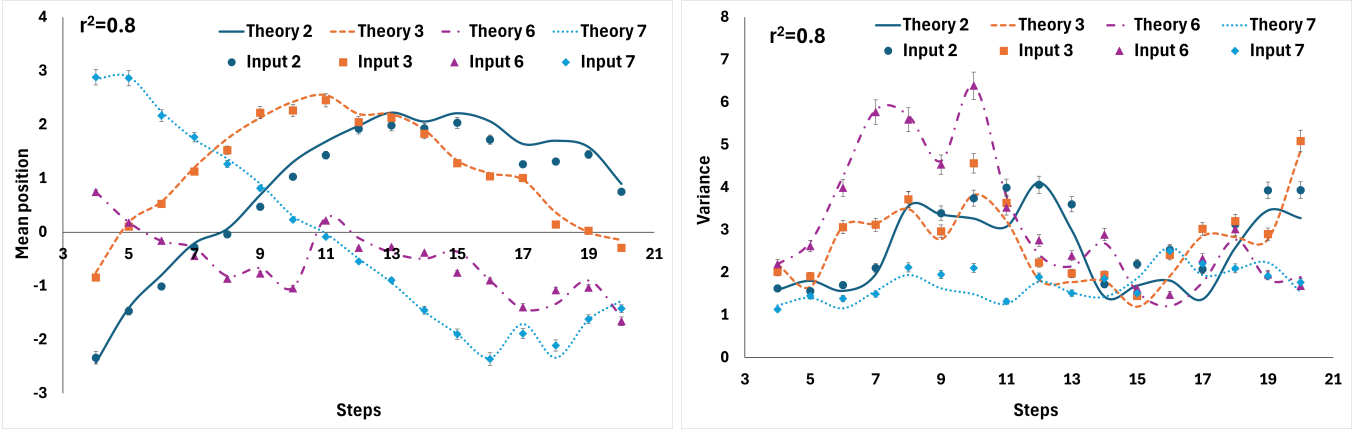 r²=0.8
Theory 2 Theory 3 Theory 6 Theory 7
Input 2 Input 3 Input 6 Input 7
4
3
2
1
0
-1
-2
-3
Mean position
3 5 7 9 11 13 15 17 19 21
Steps
r²=0.8
Theory 2 Theory 3 Theory 6 Theory 7
Input 2 Input 3 Input 6 Input 7
8
7
6
5
4
3
2
1
0
Variance
3 5 7 9 11 13 15 17 19 21
Steps